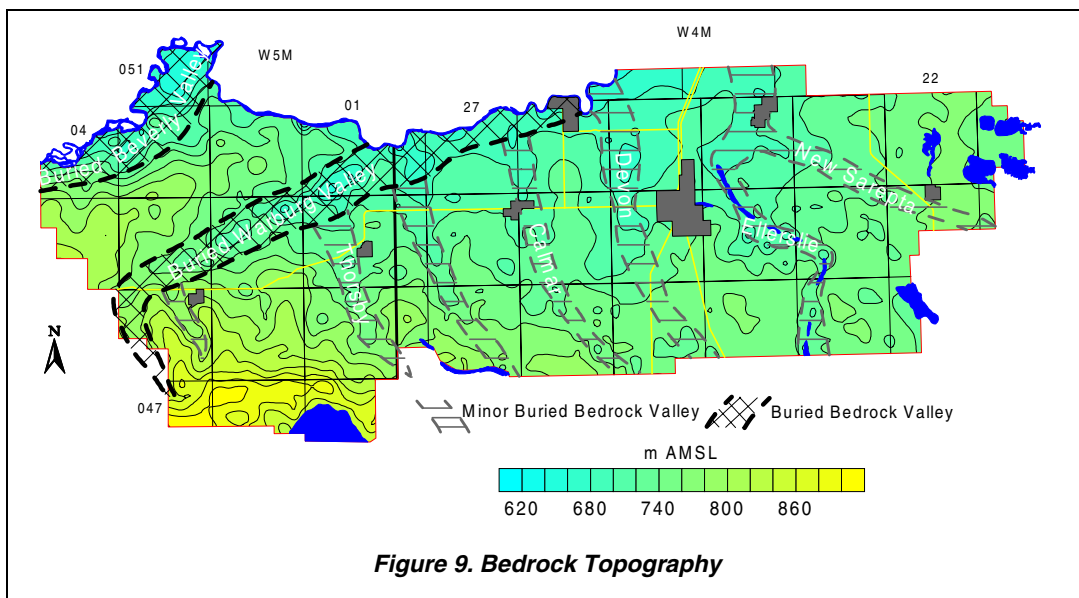 W5M
W4M
051
22
04
01
27
Buried Beverly Valley
Buried Warburg Valley
Thorsby
Calmar
Devon
New Sarepta
Ellerslie
N
047
Minor Buried Bedrock Valley
Buried Bedrock Valley
m AMSL
620 680 740 800 860
Figure 9. Bedrock Topography